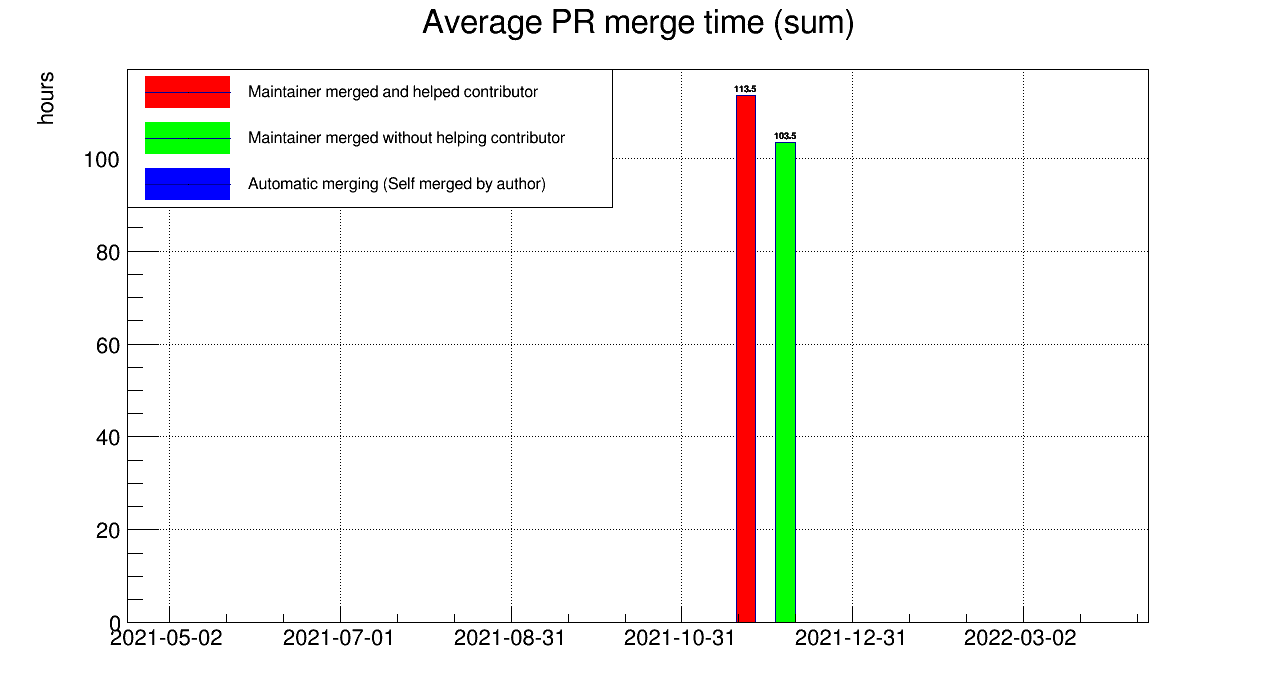 Average PR merge time (sum)
hours
Maintainer merged and helped contributor
Maintainer merged without helping contributor
Automatic merging (Self merged by author)
113.5
103.5
100
80
60
40
20
0
2021-05-02 2021-07-01 2021-08-31 2021-10-31 2021-12-31 2022-03-02